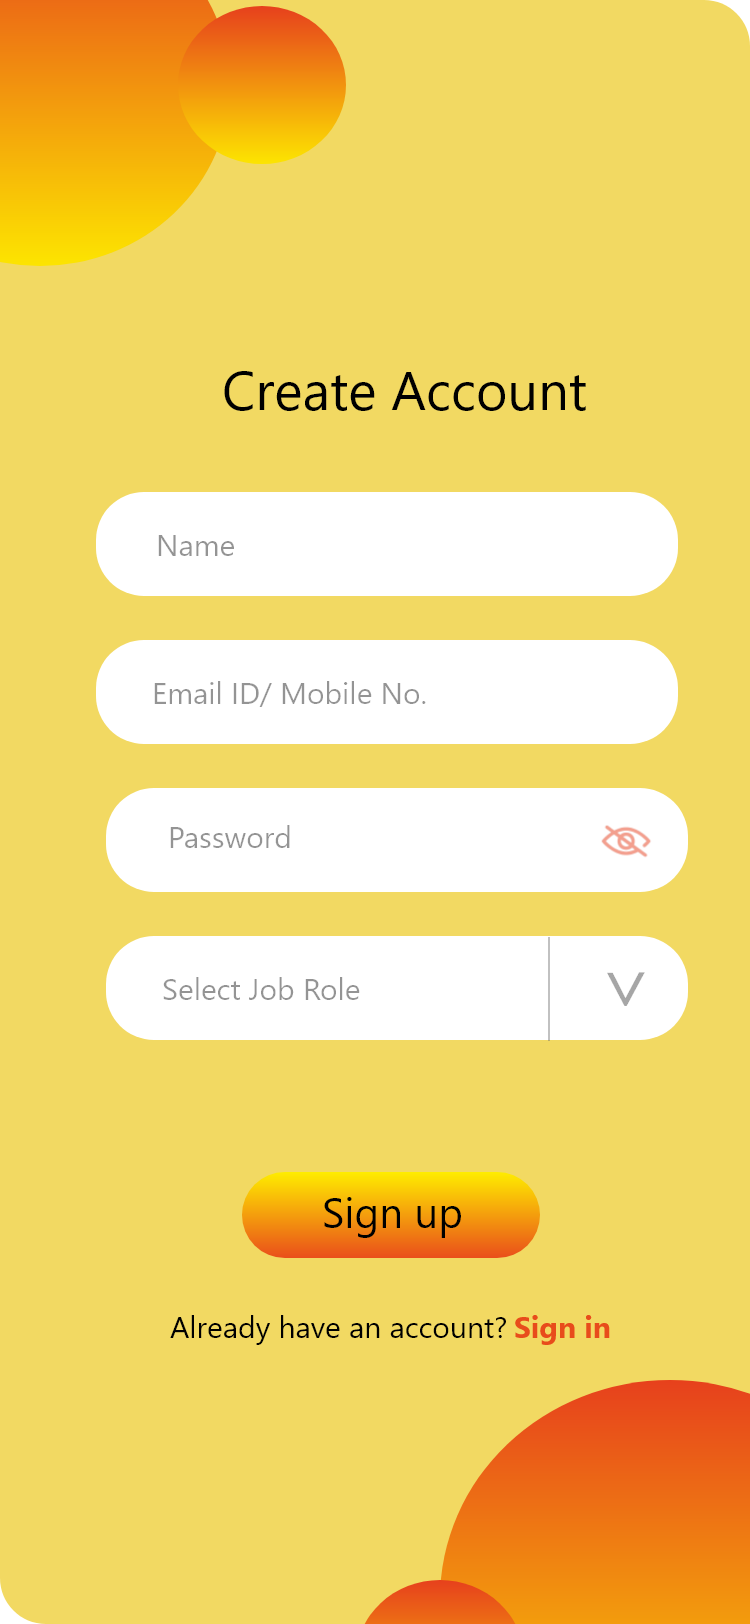 Create Account
Name
Email ID/ Mobile No.
Password
Select Job Role
Sign up
Already have an account? Sign in